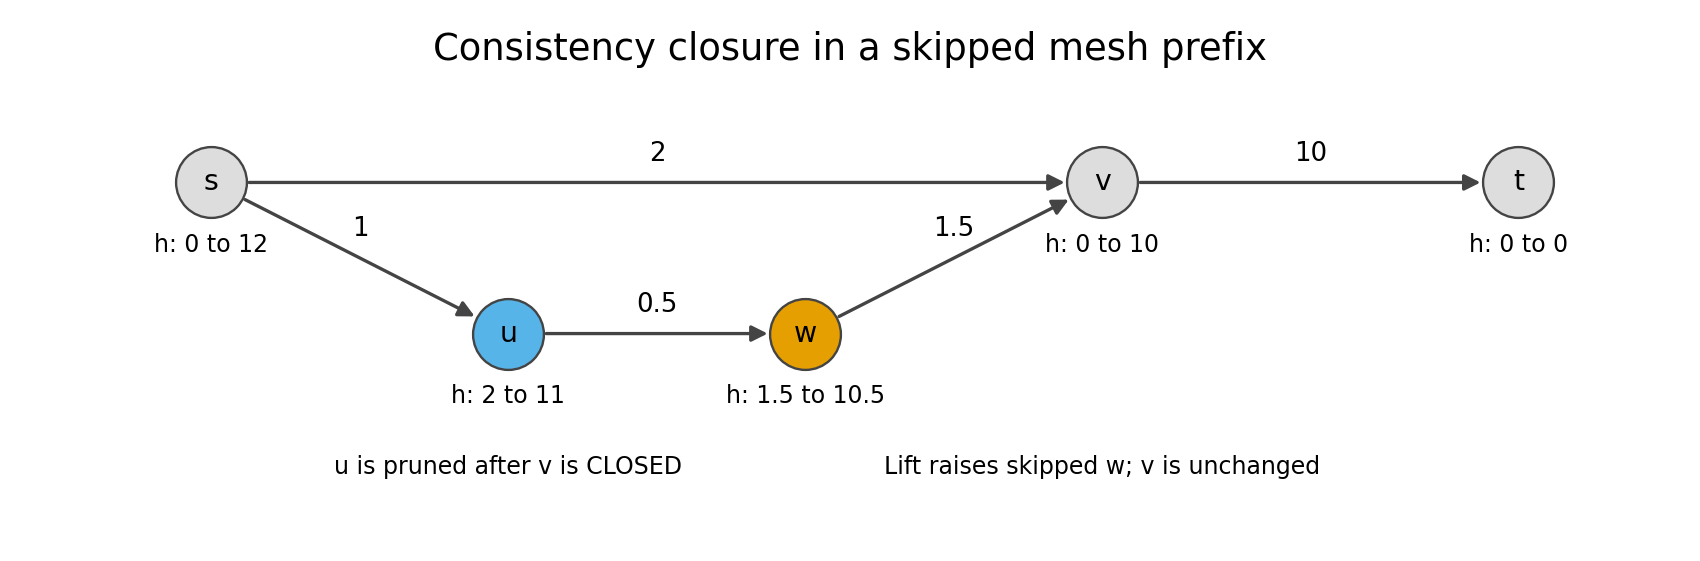 Consistency closure in a skipped mesh prefix
2
10
s
v
t
1
1.5
h: 0 to 12
h: 0 to 10
h: 0 to 0
0.5
u
w
h: 2 to 11
h: 1.5 to 10.5
u is pruned after v is CLOSED
Lift raises skipped w; v is unchanged